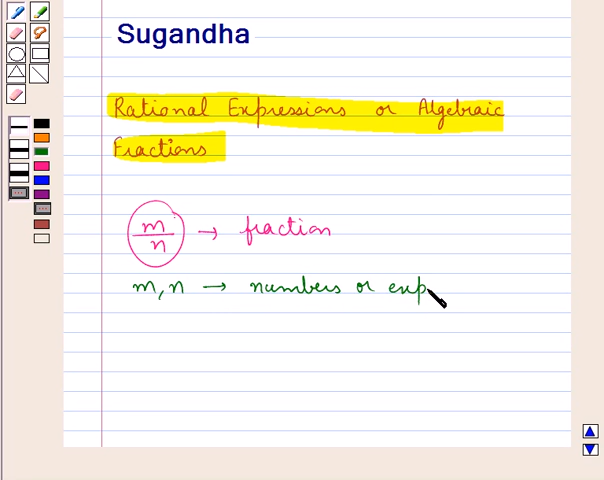 Sugandha
Rational Expressions or Algebraic
Fractions
m/n → fraction
m, n → numbers or exp